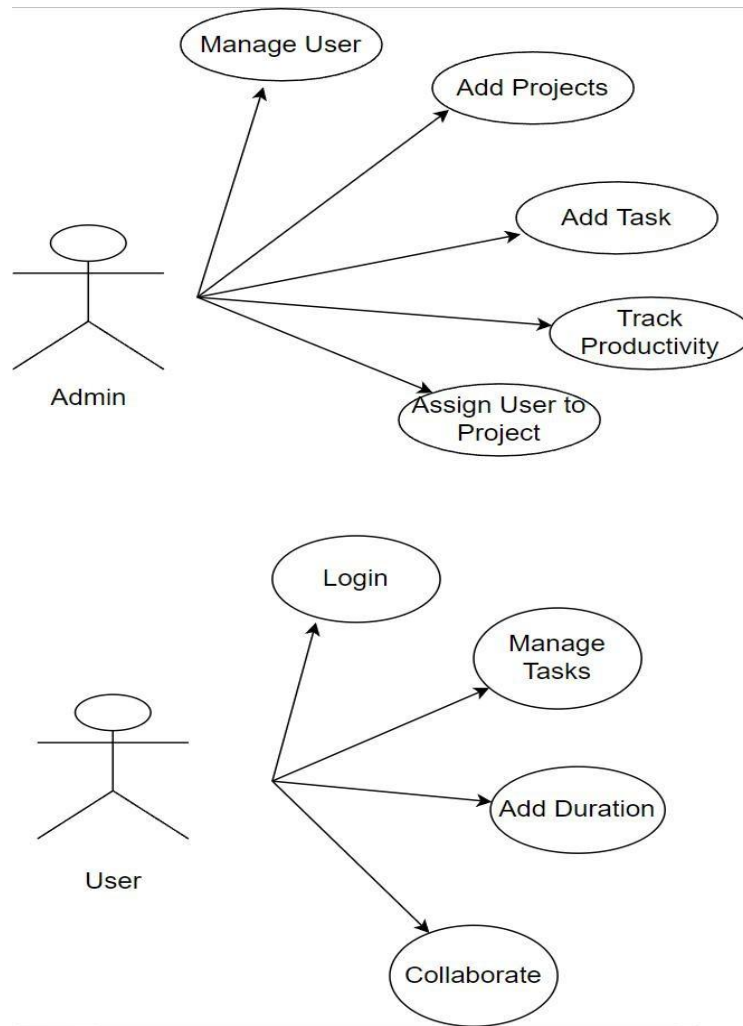 Manage User
Add Projects
Add Task
Track
Productivity
Admin
Assign User to
Project
Login
Manage
Tasks
Add Duration
User
Collaborate